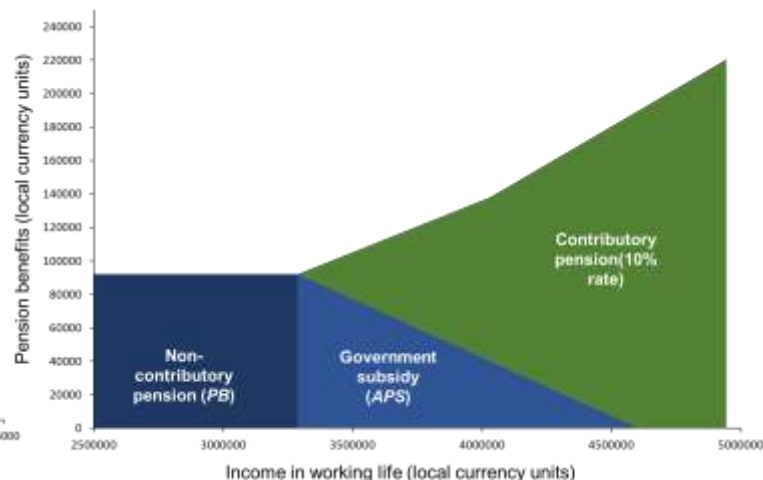 Pension benefits (local currency units)
240000
220000
200000
180000
160000
140000
120000
100000
80000
60000
40000
20000
0
Contributory
pension(10%
rate)
Non-
contributory
pension (PB)
Government
subsidy
(APS)
2500000
3000000
3500000
4000000
4500000
5000000
Income in working life (local currency units)